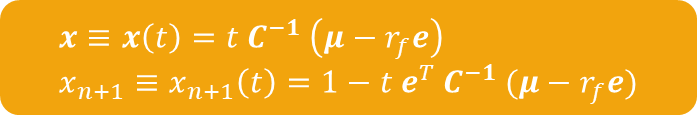 𝒙 ≡ 𝒙(t) = t 𝑪⁻¹ (𝝁 − r_f 𝒆)
x_{n+1} ≡ x_{n+1}(t) = 1 − t 𝒆ᵀ 𝑪⁻¹ (𝝁 − r_f 𝒆)